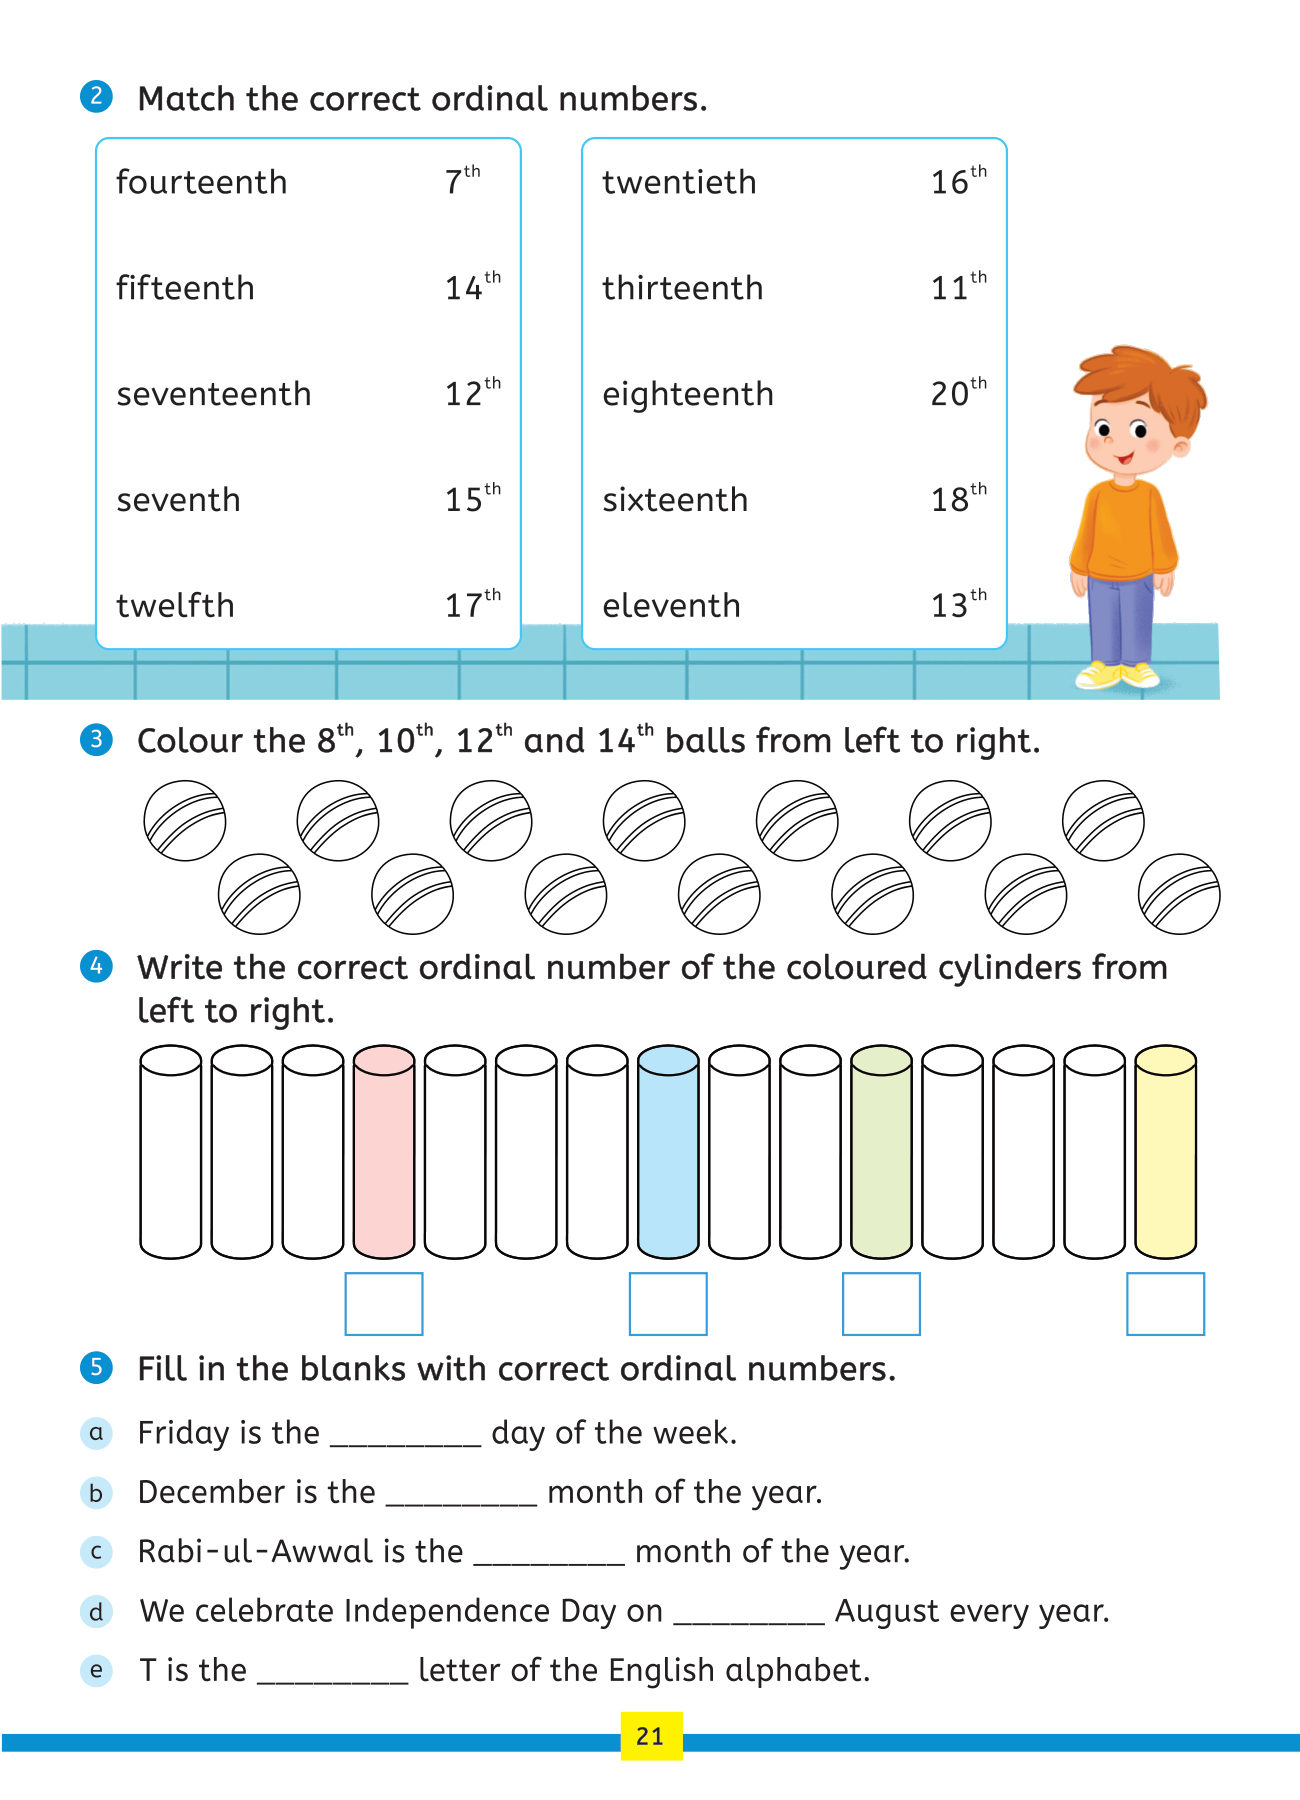 2 Match the correct ordinal numbers.
fourteenth 7th
fifteenth 14th
seventeenth 12th
seventh 15th
twelfth 17th
twentieth 16th
thirteenth 11th
eighteenth 20th
sixteenth 18th
eleventh 13th
3 Colour the 8th, 10th, 12th and 14th balls from left to right.
4 Write the correct ordinal number of the coloured cylinders from
left to right.
5 Fill in the blanks with correct ordinal numbers.
a Friday is the ________ day of the week.
b December is the ________ month of the year.
c Rabi-ul-Awwal is the ________ month of the year.
d We celebrate Independence Day on ________ August every year.
e T is the ________ letter of the English alphabet.
21